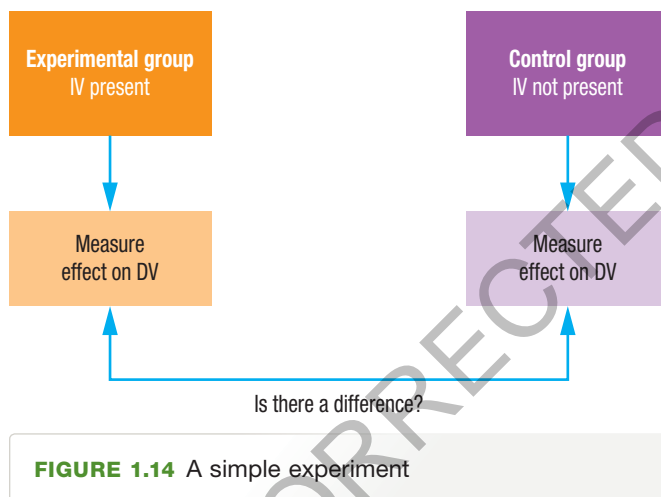 Experimental group
IV present
Control group
IV not present
Measure
effect on DV
Measure
effect on DV
Is there a difference?
FIGURE 1.14 A simple experiment
ORRECTED